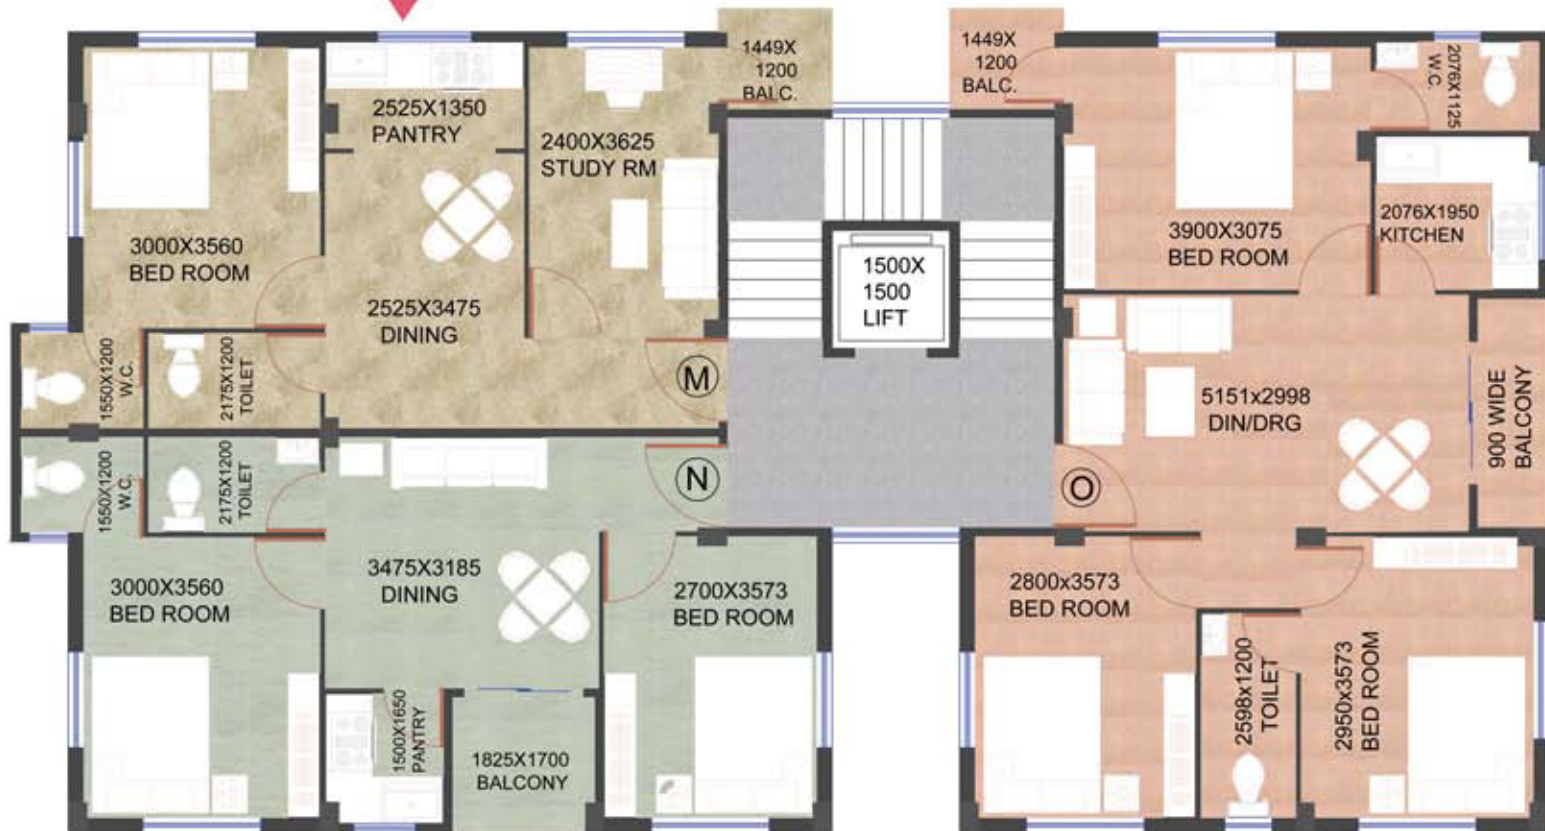 1449X
1200
BALC.
1449X
1200
BALC.
2076X1125
W.C.
2525X1350
PANTRY
2400X3625
STUDY RM
3000X3560
BED ROOM
3900X3075
BED ROOM
2076X1950
KITCHEN
1500X
1500
LIFT
2525X3475
DINING
1550X1200
W.C.
2175X1200
TOILET
M
5151x2998
DIN/DRG
900 WIDE
BALCONY
1550X1200
W.C.
2175X1200
TOILET
N
O
3475X3185
DINING
3000X3560
BED ROOM
2700X3573
BED ROOM
2800x3573
BED ROOM
2598x1200
TOILET
2950x3573
BED ROOM
1500X1650
PANTRY
1825X1700
BALCONY